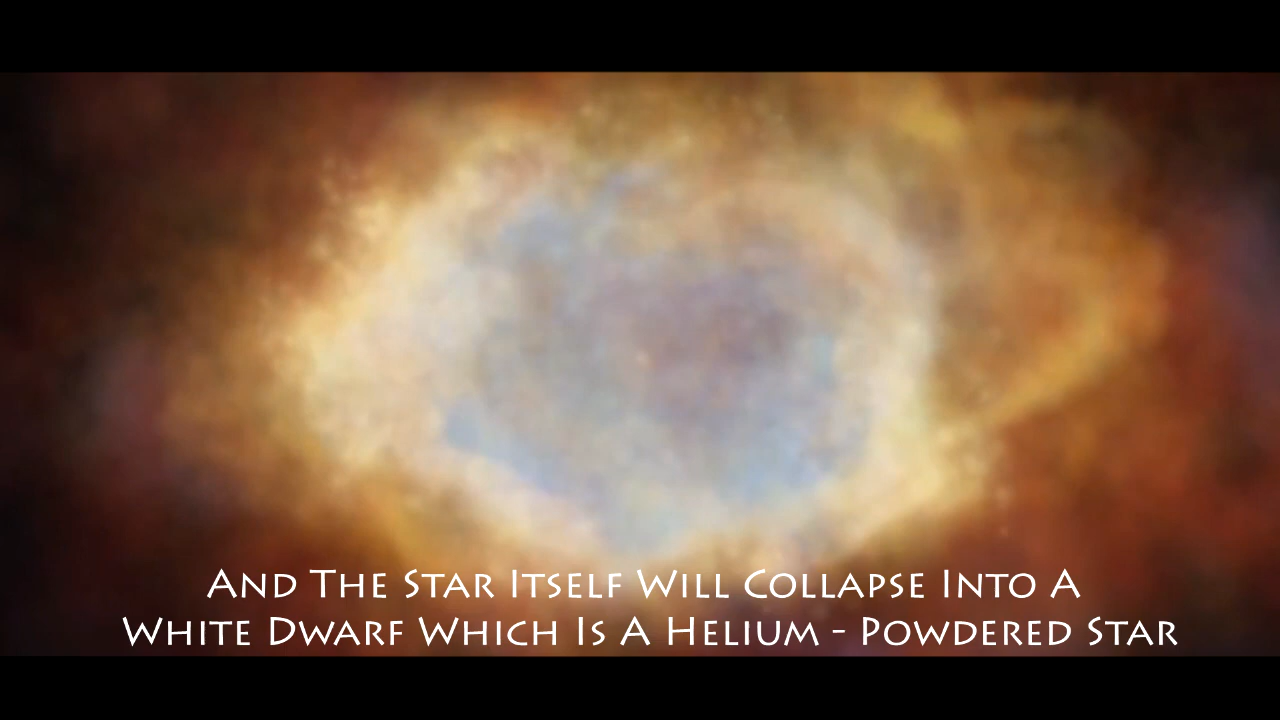 And The Star Itself Will Collapse Into A
White Dwarf Which Is A Helium - Powdered Star